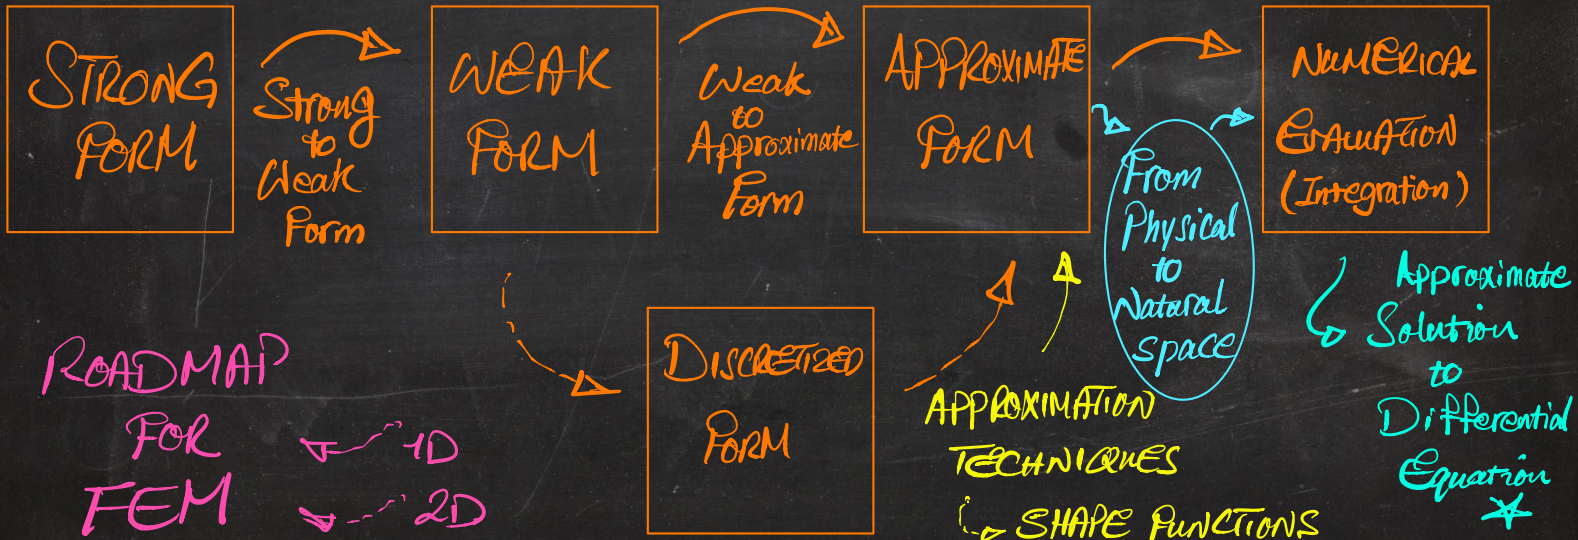 STRONG
FORM
Strong
to
Weak
Form
WEAK
FORM
Weak
to
Approximate
Form
APPROXIMATE
FORM
From
Physical
to
Natural
space
NUMERICAL
EVALUATION
(Integration)
DISCRETIZED
FORM
APPROXIMATION
TECHNIQUES
SHAPE FUNCTIONS
Approximate
Solution
to
Differential
Equation
ROADMAP
FOR
FEM
1D
2D